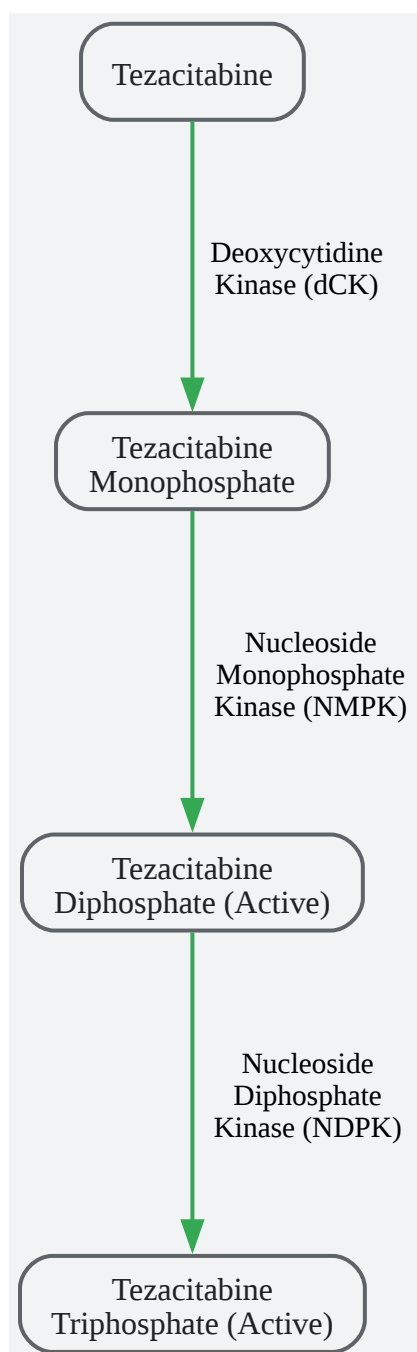 Tezacitabine
Deoxycytidine
Kinase (dCK)
Tezacitabine
Monophosphate
Nucleoside
Monophosphate
Kinase (NMPK)
Tezacitabine
Diphosphate (Active)
Nucleoside
Diphosphate
Kinase (NDPK)
Tezacitabine
Triphosphate (Active)